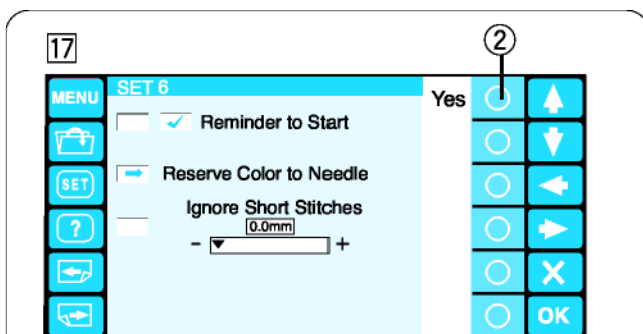 17
②
MENU
SET 6
Yes
Reminder to Start
SET
Reserve Color to Needle
?
Ignore Short Stitches
0.0mm
- +
OK